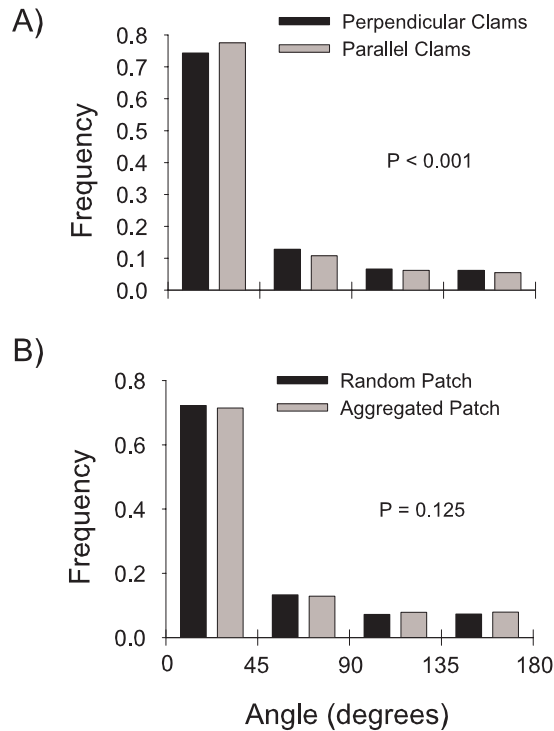 A)
Perpendicular Clams
Parallel Clams
0.8
0.7
0.6
0.5
0.4
0.3
0.2
0.1
0.0
Frequency
P < 0.001
B)
Random Patch
Aggregated Patch
0.8
0.6
0.4
0.2
0.0
Frequency
P = 0.125
0 45 90 135 180
Angle (degrees)